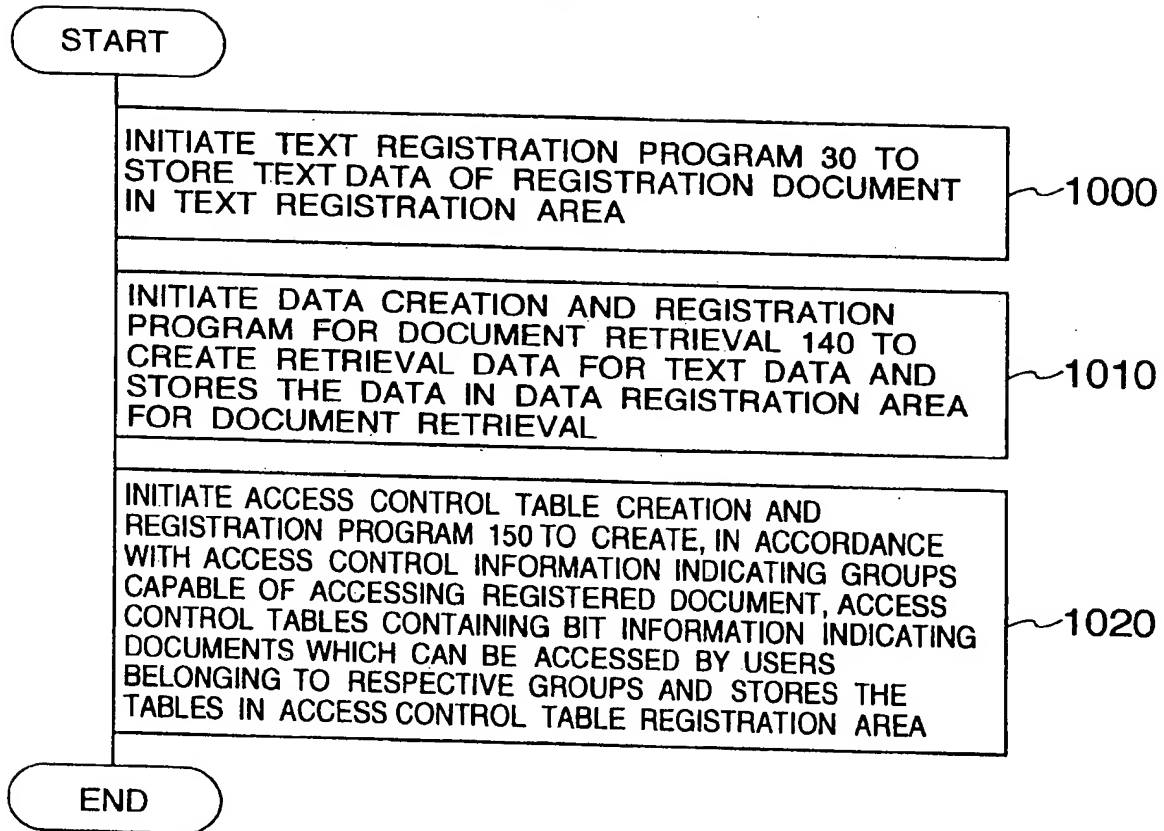 START
INITIATE TEXT REGISTRATION PROGRAM 30 TO
STORE TEXT DATA OF REGISTRATION DOCUMENT
IN TEXT REGISTRATION AREA
1000
INITIATE DATA CREATION AND REGISTRATION
PROGRAM FOR DOCUMENT RETRIEVAL 140 TO
CREATE RETRIEVAL DATA FOR TEXT DATA AND
STORES THE DATA IN DATA REGISTRATION AREA
FOR DOCUMENT RETRIEVAL
1010
INITIATE ACCESS CONTROL TABLE CREATION AND
REGISTRATION PROGRAM 150 TO CREATE, IN ACCORDANCE
WITH ACCESS CONTROL INFORMATION INDICATING GROUPS
CAPABLE OF ACCESSING REGISTERED DOCUMENT, ACCESS
CONTROL TABLES CONTAINING BIT INFORMATION INDICATING
DOCUMENTS WHICH CAN BE ACCESSED BY USERS
BELONGING TO RESPECTIVE GROUPS AND STORES THE
TABLES IN ACCESS CONTROL TABLE REGISTRATION AREA
1020
END